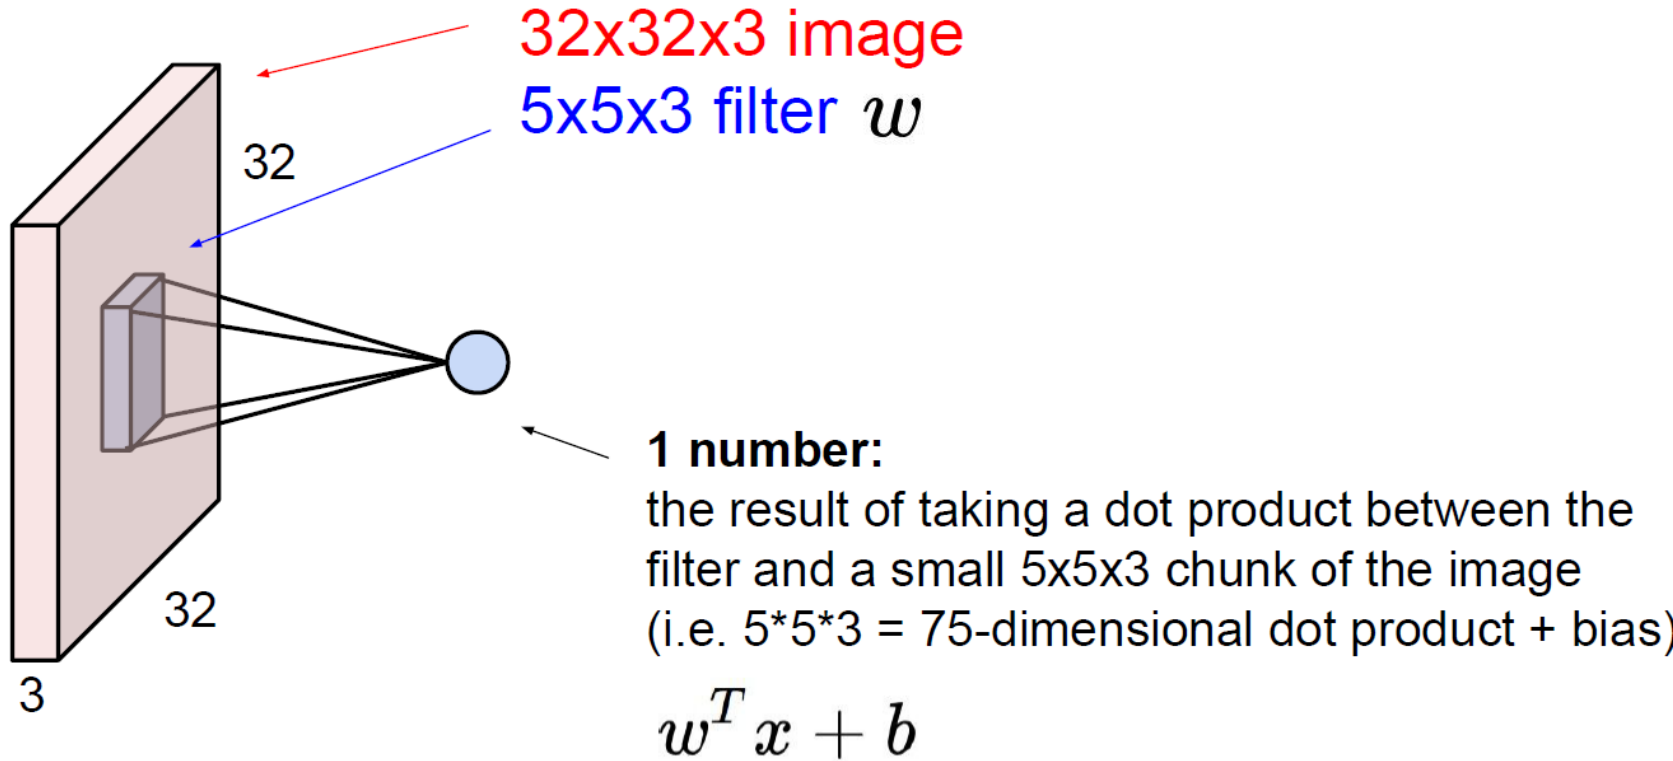 32x32x3 image
5x5x3 filter w
32
32
3
1 number:
the result of taking a dot product between the
filter and a small 5x5x3 chunk of the image
(i.e. 5*5*3 = 75-dimensional dot product + bias)
w^T x + b